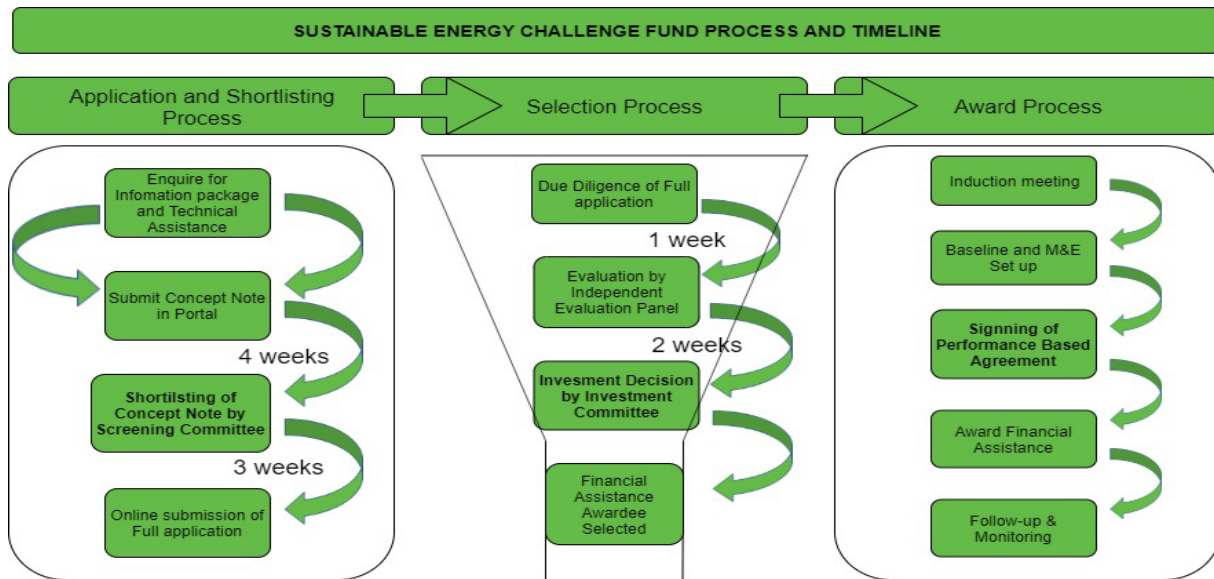 SUSTAINABLE ENERGY CHALLENGE FUND PROCESS AND TIMELINE
Application and Shortlisting
Process
Selection Process
Award Process
Enquire for
Infomation package
and Technical
Assistance
Submit Concept Note
in Portal
4 weeks
Shortilsting of
Concept Note by
Screening Committee
3 weeks
Online submission of
Full application
Due Diligence of Full
application
1 week
Evaluation by
Independent
Evaluation Panel
2 weeks
Invesment Decision
by Investment
Committee
Financial
Assistance
Awardee
Selected
Induction meeting
Baseline and M&E
Set up
Signning of
Performance Based
Agreement
Award Financial
Assistance
Follow-up &
Monitoring